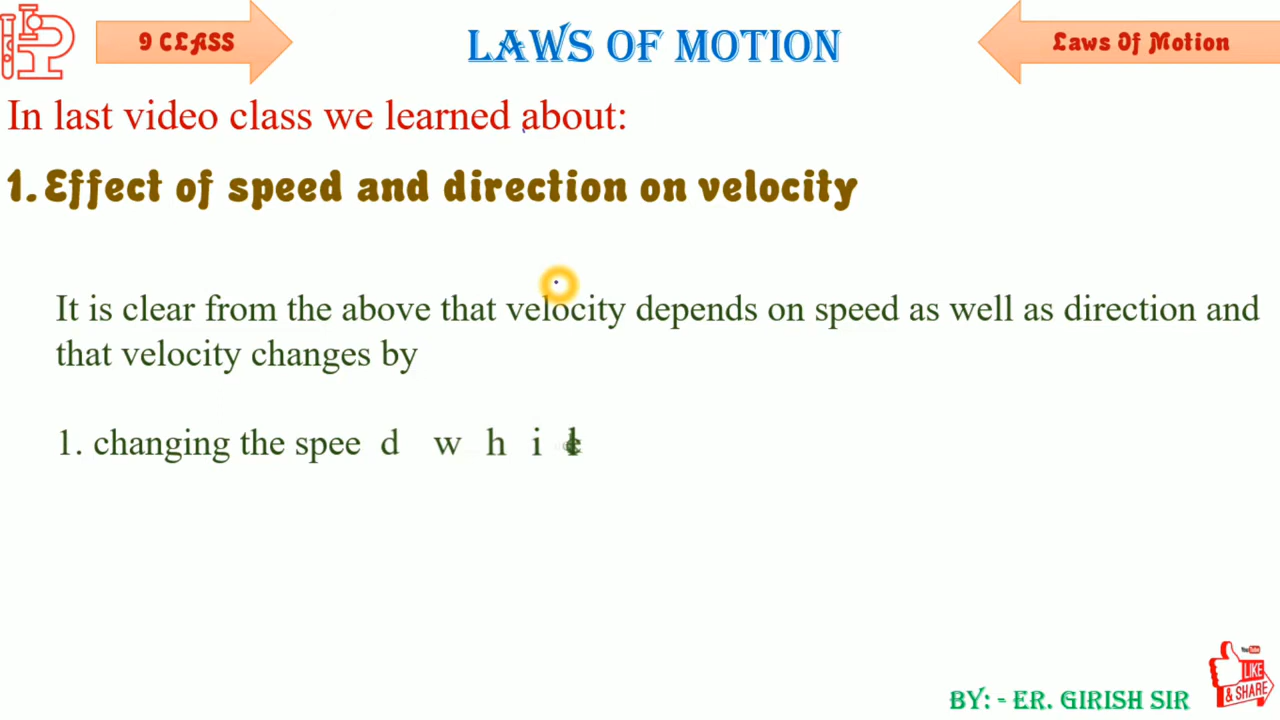 9 CLASS
LAWS OF MOTION
Laws Of Motion
In last video class we learned about:
1. Effect of speed and direction on velocity
It is clear from the above that velocity depends on speed as well as direction and
that velocity changes by
1. changing the speed
YouTube
LIKE
& SHARE
BY: - ER. GIRISH SIR